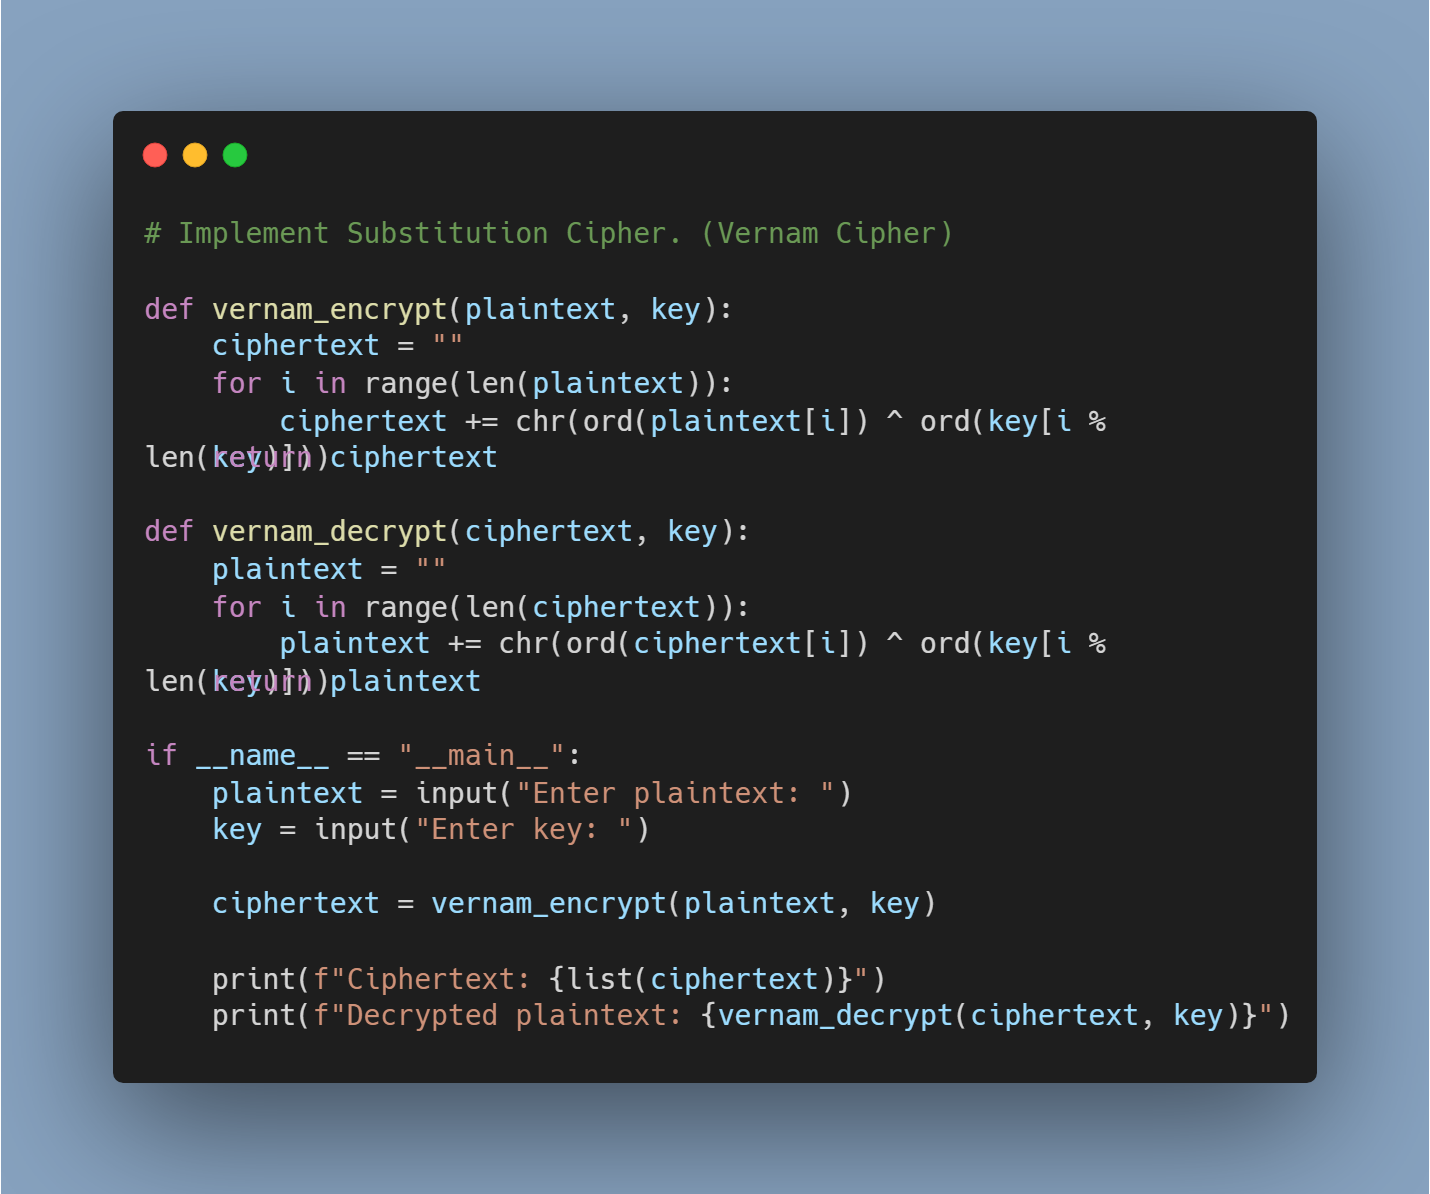 # Implement Substitution Cipher. (Vernam Cipher)
def vernam_encrypt(plaintext, key):
    ciphertext = ""
    for i in range(len(plaintext)):
        ciphertext += chr(ord(plaintext[i]) ^ ord(key[i %
len(key)]))
    return ciphertext
def vernam_decrypt(ciphertext, key):
    plaintext = ""
    for i in range(len(ciphertext)):
        plaintext += chr(ord(ciphertext[i]) ^ ord(key[i %
len(key)]))
    return plaintext
if __name__ == "__main__":
    plaintext = input("Enter plaintext: ")
    key = input("Enter key: ")
    ciphertext = vernam_encrypt(plaintext, key)
    print(f"Ciphertext: {list(ciphertext)}")
    print(f"Decrypted plaintext: {vernam_decrypt(ciphertext, key)}")